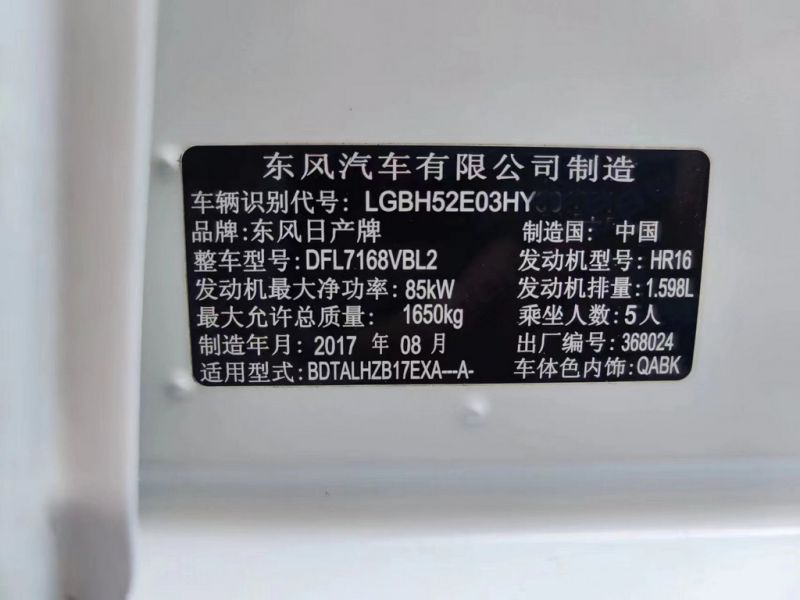 东风汽车有限公司制造
车辆识别代号: LGBH52E03HY
品牌:东风日产牌 制造国: 中国
整车型号:DFL7168VBL2 发动机型号:HR16
发动机最大净功率:85kW 发动机排量:1.598L
最大允许总质量: 1650kg 乘坐人数:5人
制造年月:2017 年 08 月 出厂编号:368024
适用型式:BDTALHZB17EXA---A- 车体色内饰:QABK